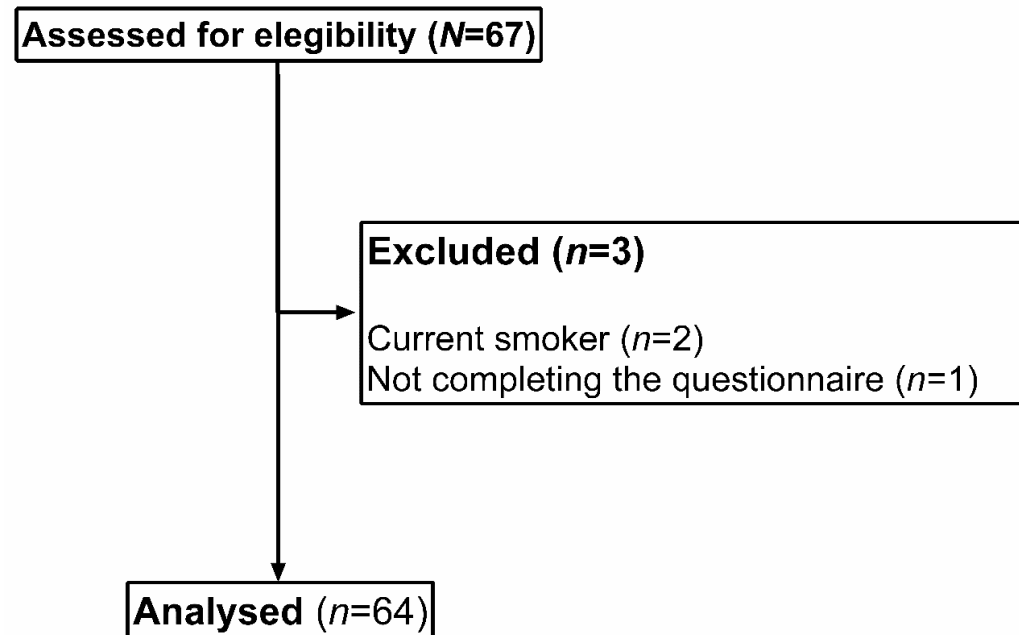 Assessed for elegibility (N=67)
Excluded (n=3)
Current smoker (n=2)
Not completing the questionnaire (n=1)
Analysed (n=64)